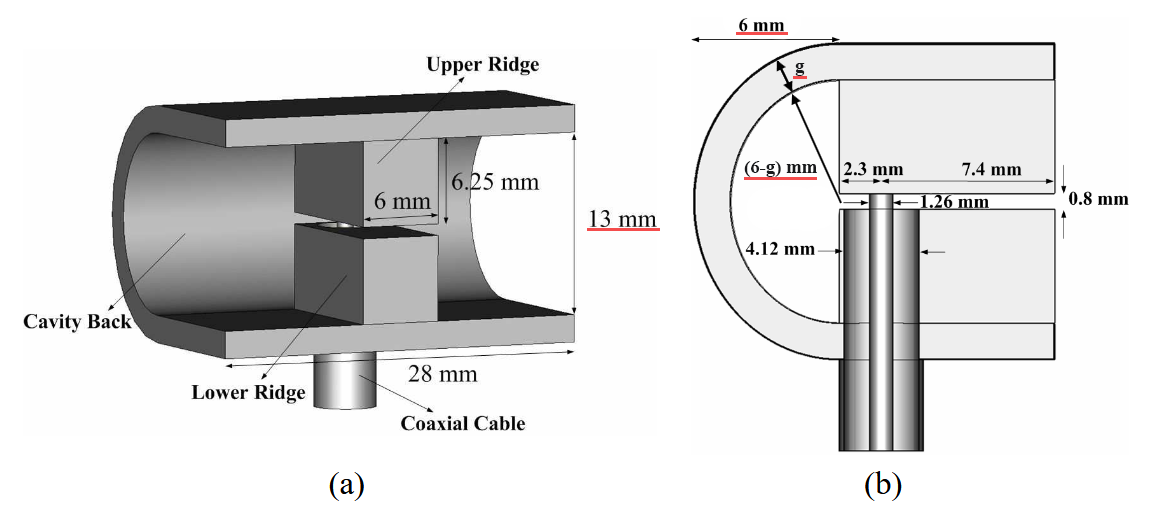 Upper Ridge
6.25 mm
6 mm
13 mm
Cavity Back
28 mm
Lower Ridge
Coaxial Cable
(a)
6 mm
g
(6-g) mm
2.3 mm
7.4 mm
1.26 mm
0.8 mm
4.12 mm
(b)